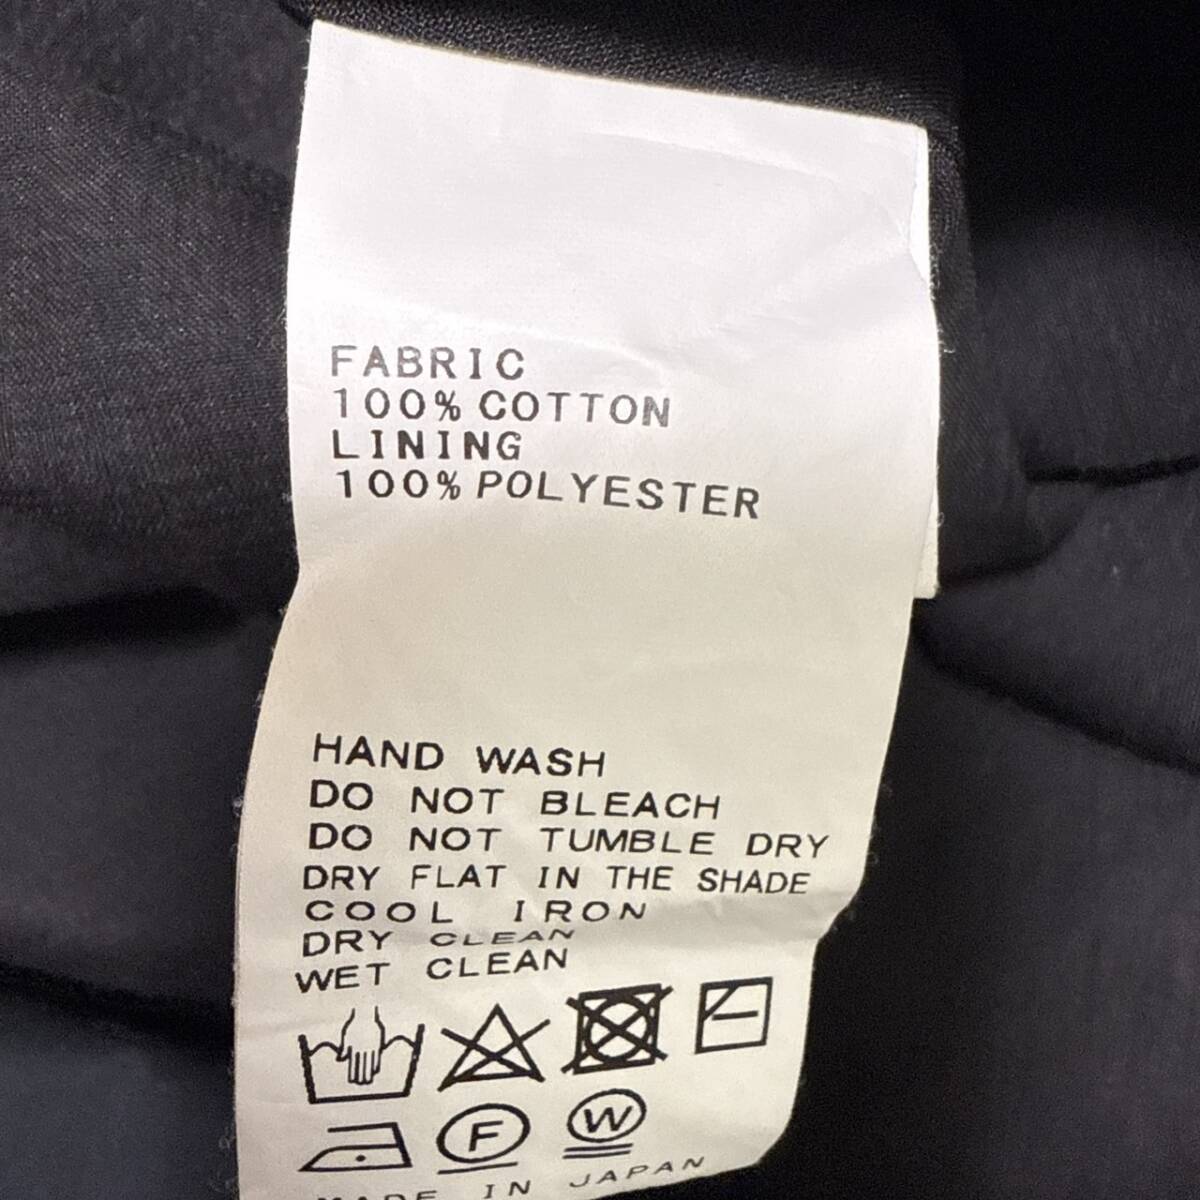 FABRIC
100% COTTON
LINING
100% POLYESTER
HAND WASH
DO NOT BLEACH
DO NOT TUMBLE DRY
DRY FLAT IN THE SHADE
COOL IRON
DRY CLEAN
WET CLEAN
F
W
MADE IN JAPAN